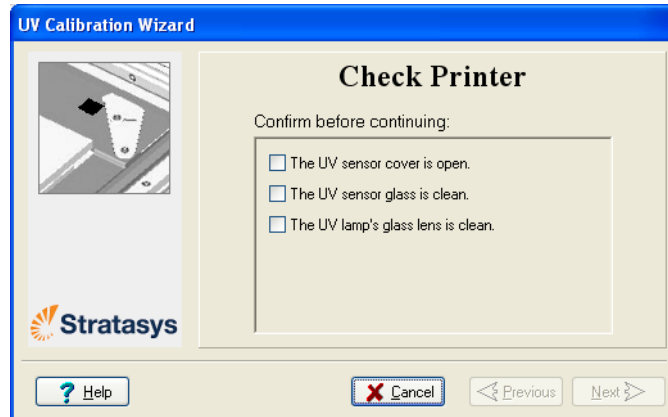 UV Calibration Wizard
Check Printer
Confirm before continuing:
The UV sensor cover is open.
The UV sensor glass is clean.
The UV lamp's glass lens is clean.
Stratasys
Help
Cancel
Previous
Next